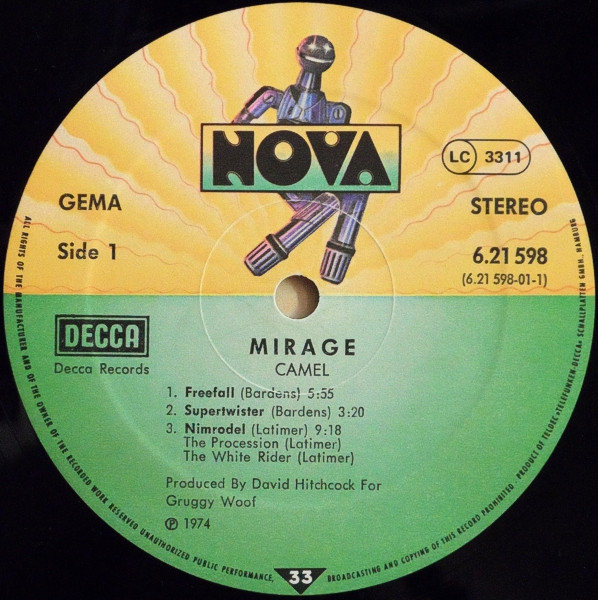 NOVA
LC 3311
GEMA
STEREO
Side 1
6.21 598
(6.21 598-01-1)
DECCA
Decca Records
MIRAGE
CAMEL
1. Freefall (Bardens) 5:55
2. Supertwister (Bardens) 3:20
3. Nimrodel (Latimer) 9:18
The Procession (Latimer)
The White Rider (Latimer)
Produced By David Hitchcock For
Gruggy Woof
℗ 1974
33
ALL RIGHTS OF THE MANUFACTURER AND OF THE OWNER OF THE RECORDED WORK RESERVED UNAUTHORIZED PUBLIC PERFORMANCE, BROADCASTING AND COPYING OF THIS RECORD PROHIBITED · PRODUCT OF TELDEC »TELEFUNKEN-DECCA« SCHALLPLATTEN GMBH., HAMBURG